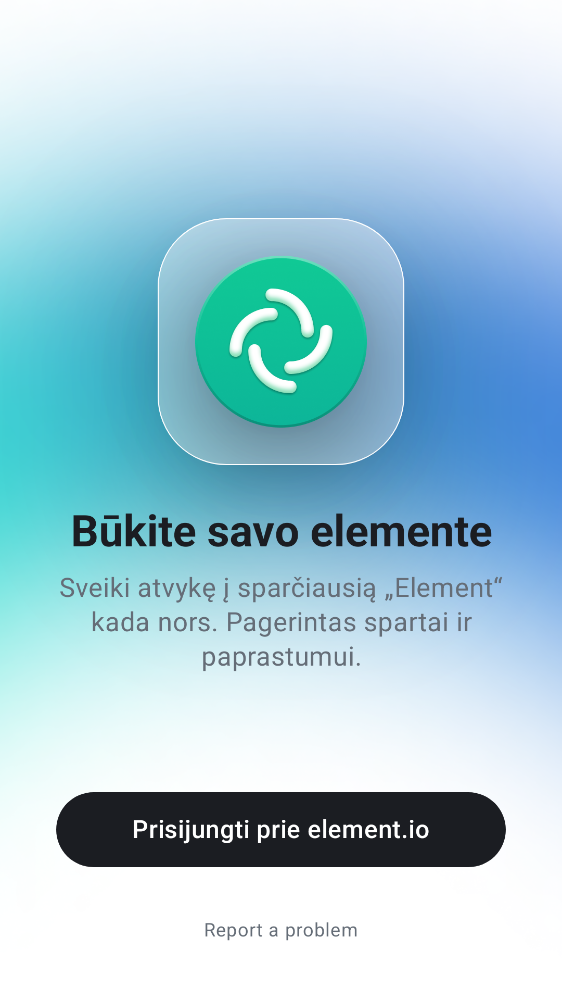 Būkite savo elemente
Sveiki atvykę į sparčiausią „Element“
kada nors. Pagerintas spartai ir
paprastumui.
Prisijungti prie element.io
Report a problem